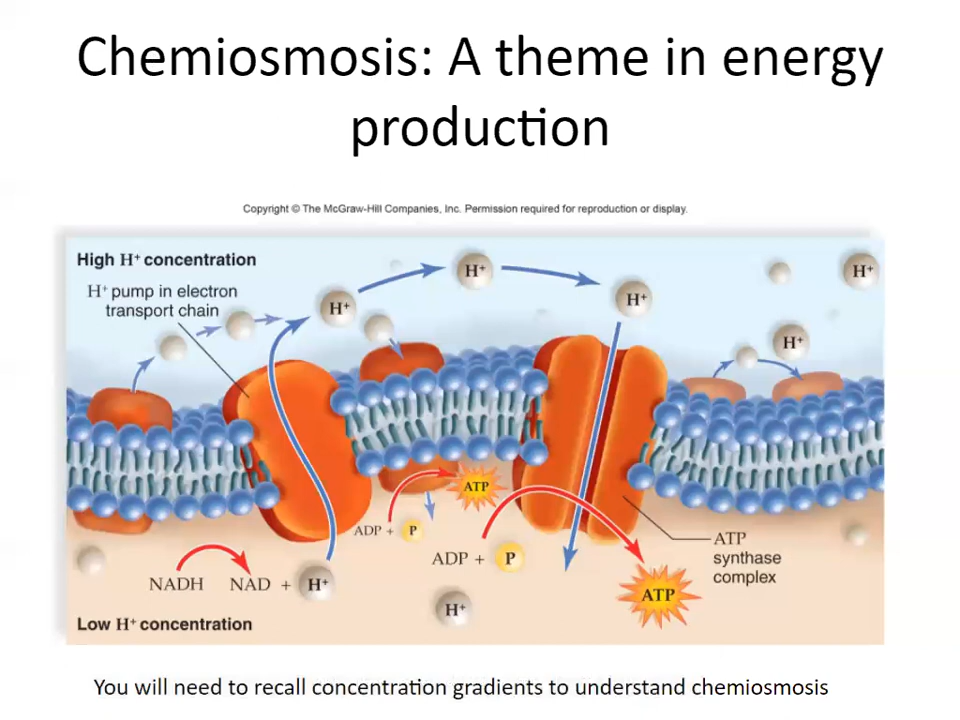 Chemiosmosis: A theme in energy
production
Copyright © The McGraw-Hill Companies, Inc. Permission required for reproduction or display.
High H⁺ concentration
H⁺ pump in electron
transport chain
H⁺
H⁺
H⁺
H⁺
H⁺
ATP
ADP + P
ADP + P
ATP
synthase
complex
NADH NAD + H⁺
ATP
H⁺
Low H⁺ concentration
You will need to recall concentration gradients to understand chemiosmosis